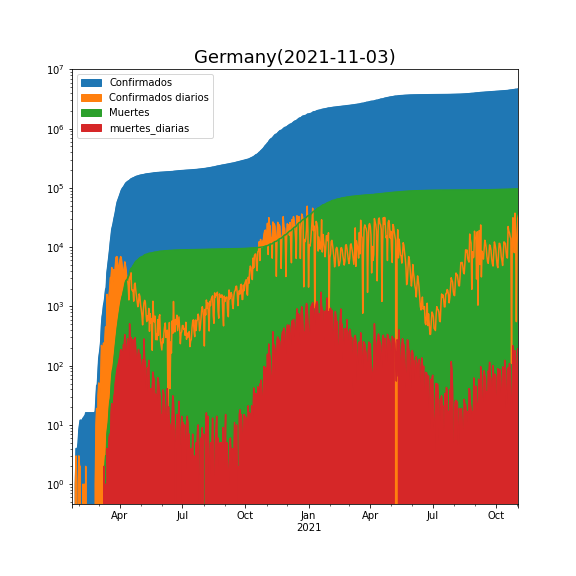 Germany(2021-11-03)
10⁷
10⁶
10⁵
10⁴
10³
10²
10¹
10⁰
Confirmados
Confirmados diarios
Muertes
muertes_diarias
Apr Jul Oct Jan Apr Jul Oct
2021